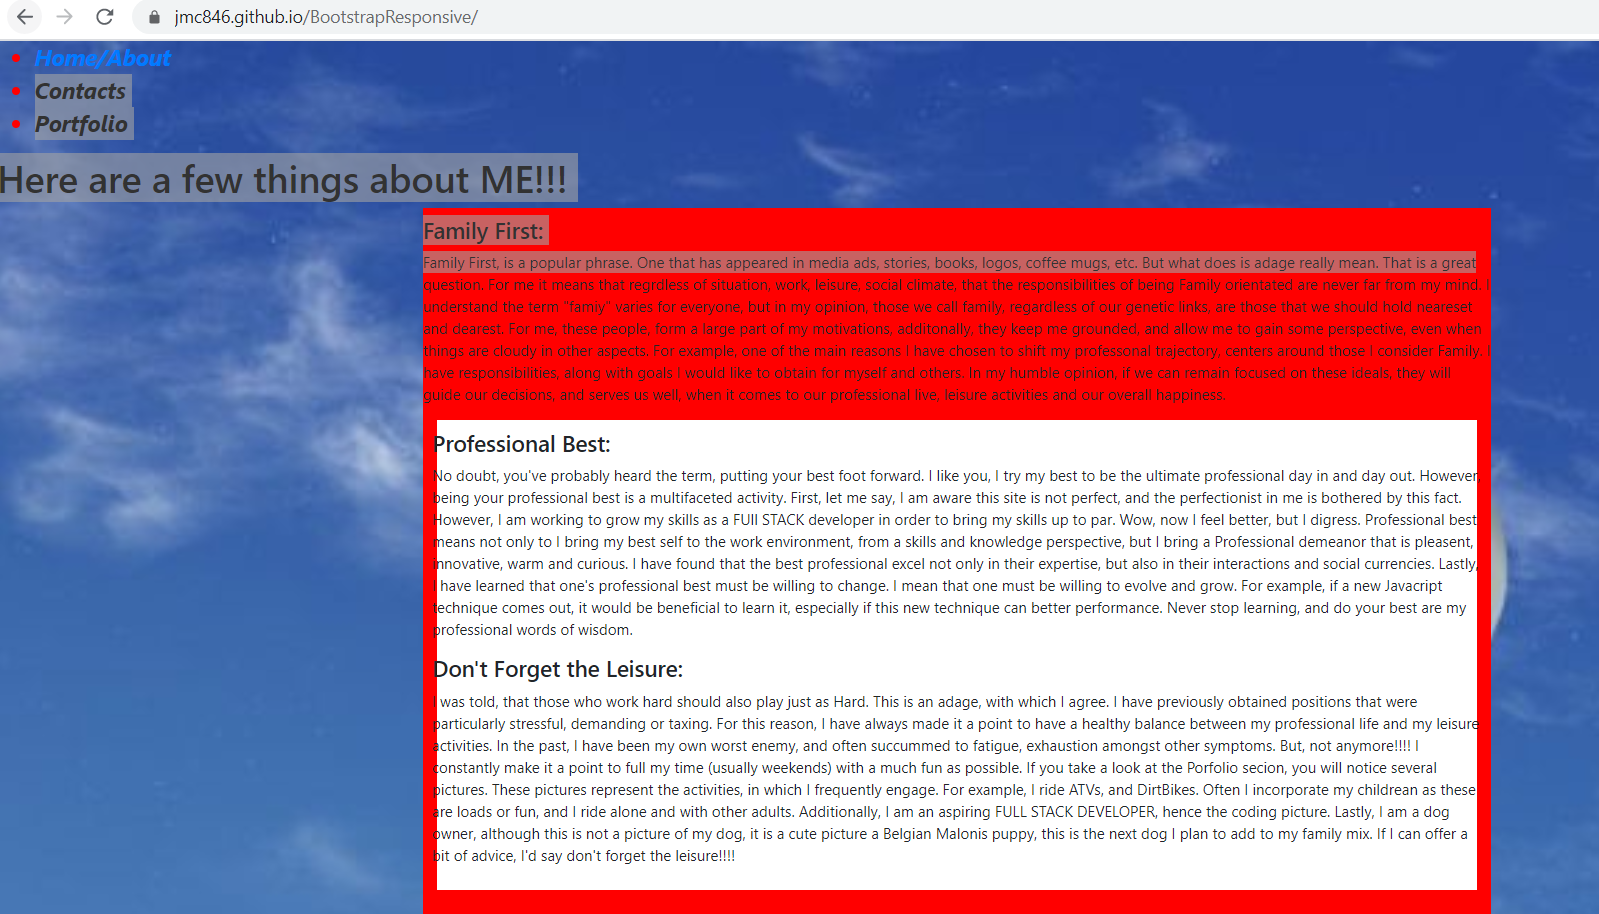 jmc846.github.io/BootstrapResponsive/
Home/About
Contacts
Portfolio
Here are a few things about ME!!!
Family First:
Family First, is a popular phrase. One that has appeared in media ads, stories, books, logos, coffee mugs, etc. But what does is adage really mean. That is a great
question. For me it means that regrdless of situation, work, leisure, social climate, that the responsibilities of being Family orientated are never far from my mind. I
understand the term "famiy" varies for everyone, but in my opinion, those we call family, regardless of our genetic links, are those that we should hold neareset
and dearest. For me, these people, form a large part of my motivations, additonally, they keep me grounded, and allow me to gain some perspective, even when
things are cloudy in other aspects. For example, one of the main reasons I have chosen to shift my professonal trajectory, centers around those I consider Family. I
have responsibilities, along with goals I would like to obtain for myself and others. In my humble opinion, if we can remain focused on these ideals, they will
guide our decisions, and serves us well, when it comes to our professional live, leisure activities and our overall happiness.
Professional Best:
No doubt, you've probably heard the term, putting your best foot forward. I like you, I try my best to be the ultimate professional day in and day out. However,
being your professional best is a multifaceted activity. First, let me say, I am aware this site is not perfect, and the perfectionist in me is bothered by this fact.
However, I am working to grow my skills as a FUll STACK developer in order to bring my skills up to par. Wow, now I feel better, but I digress. Professional best
means not only to I bring my best self to the work environment, from a skills and knowledge perspective, but I bring a Professional demeanor that is pleasent,
innovative, warm and curious. I have found that the best professional excel not only in their expertise, but also in their interactions and social currencies. Lastly,
I have learned that one's professional best must be willing to change. I mean that one must be willing to evolve and grow. For example, if a new Javacript
technique comes out, it would be beneficial to learn it, especially if this new technique can better performance. Never stop learning, and do your best are my
professional words of wisdom.
Don't Forget the Leisure:
I was told, that those who work hard should also play just as Hard. This is an adage, with which I agree. I have previously obtained positions that were
particularly stressful, demanding or taxing. For this reason, I have always made it a point to have a healthy balance between my professional life and my leisure
activities. In the past, I have been my own worst enemy, and often succummed to fatigue, exhaustion amongst other symptoms. But, not anymore!!!! I
constantly make it a point to full my time (usually weekends) with a much fun as possible. If you take a look at the Porfolio secion, you will notice several
pictures. These pictures represent the activities, in which I frequently engage. For example, I ride ATVs, and DirtBikes. Often I incorporate my childrean as these
are loads or fun, and I ride alone and with other adults. Additionally, I am an aspiring FULL STACK DEVELOPER, hence the coding picture. Lastly, I am a dog
owner, although this is not a picture of my dog, it is a cute picture a Belgian Malonis puppy, this is the next dog I plan to add to my family mix. If I can offer a
bit of advice, I'd say don't forget the leisure!!!!